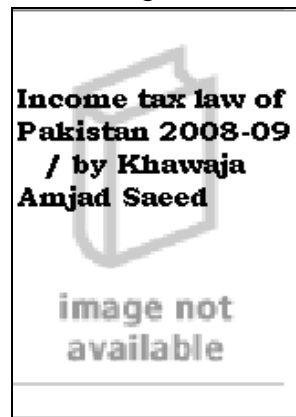 Income tax law of
Pakistan 2008-09
/ by Khawaja
Amjad Saeed
image not
available